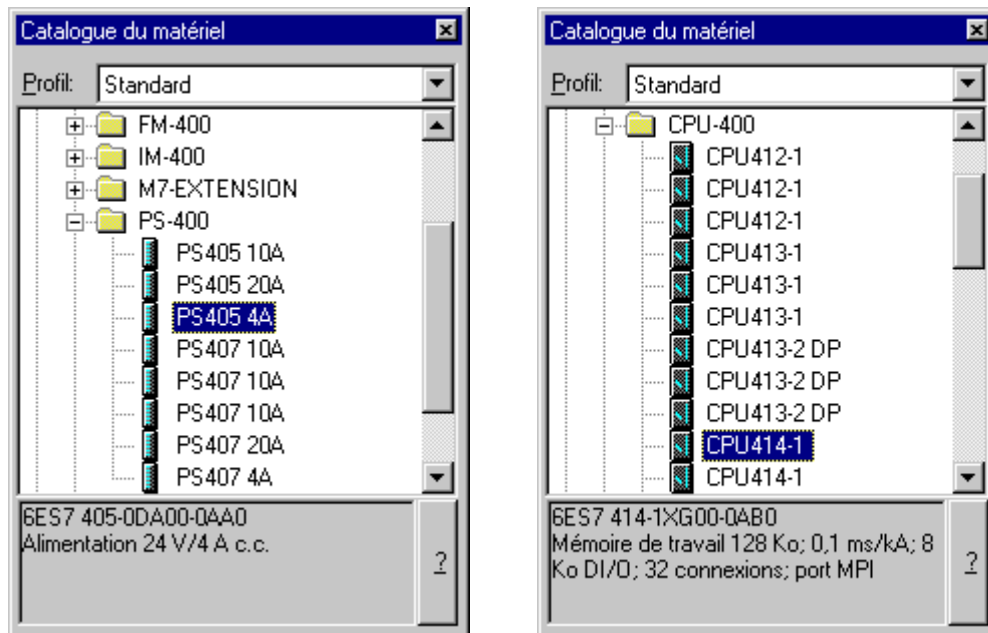 Catalogue du matériel
Profil: Standard
FM-400
IM-400
M7-EXTENSION
PS-400
PS405 10A
PS405 20A
PS405 4A
PS407 10A
PS407 10A
PS407 10A
PS407 20A
PS407 4A
6ES7 405-0DA00-0AA0
Alimentation 24 V/4 A c.c.
?
Catalogue du matériel
Profil: Standard
CPU-400
CPU412-1
CPU412-1
CPU412-1
CPU413-1
CPU413-1
CPU413-1
CPU413-2 DP
CPU413-2 DP
CPU413-2 DP
CPU414-1
CPU414-1
6ES7 414-1XG00-0AB0
Mémoire de travail 128 Ko; 0,1 ms/kA; 8
Ko DI/O; 32 connexions; port MPI
?